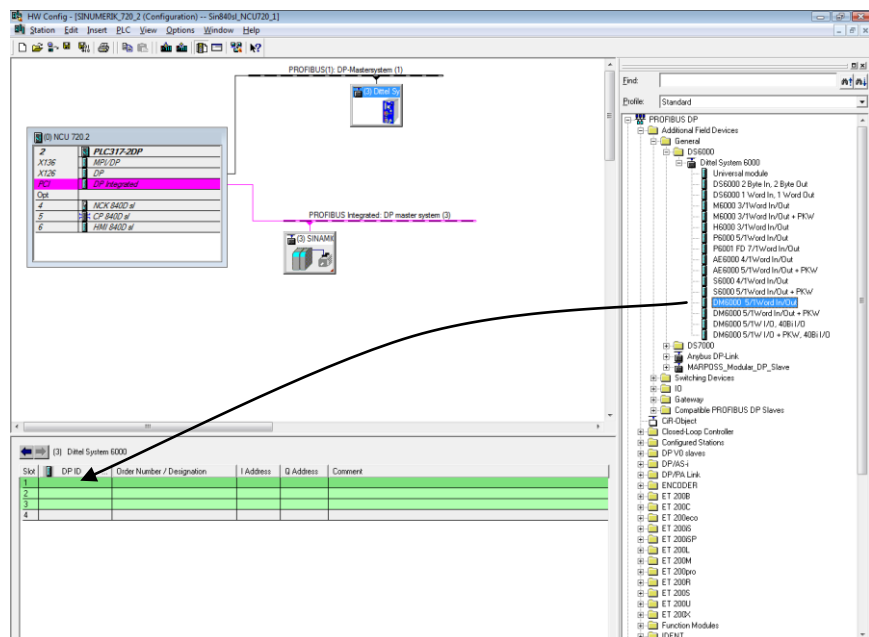 HW Config - [SINUMERIK_720_2 (Configuration) -- Sin840sl_NCU720_1]
Station Edit Insert PLC View Options Window Help
PROFIBUS(1): DP-Mastersystem (1)
(3) Dittel Sy
(0) NCU 720.2
2 PLC317-2DP
X136 MPI/DP
X126 DP
PCI DP Integrated
Opt
4 NCK 840D sl
5 CP 840D sl
6 HMI 840D sl
PROFIBUS Integrated: DP master system (3)
(3) SINAMI
(3) Dittel System 6000
Slot DP ID ... Order Number / Designation I Address Q Address Comment
1
2
3
4
Find:
Profile: Standard
PROFIBUS DP
Additional Field Devices
General
DS6000
Dittel System 6000
Universal module
DS6000 2 Byte In, 2 Byte Out
DS6000 1 Word In, 1 Word Out
M6000 3/1Word In/Out
M6000 3/1Word In/Out + PKW
H6000 3/1Word In/Out
P6000 5/1Word In/Out
P6001 FD 7/1Word In/Out
AE6000 4/1Word In/Out
AE6000 5/1Word In/Out + PKW
S6000 4/1Word In/Out
S6000 5/1Word In/Out + PKW
DM6000 5/1Word In/Out
DM6000 5/1Word In/Out + PKW
DM6000 5/1W I/O, 40Bi I/O
DM6000 5/1W I/O + PKW, 40Bi I/O
DS7000
Anybus DP-Link
MARPOSS_Modular_DP_Slave
Switching Devices
IO
Gateway
Compatible PROFIBUS DP Slaves
CiR-Object
Closed-Loop Controller
Configured Stations
DP V0 slaves
DP/AS-i
DP/PA Link
ENCODER
ET 200B
ET 200C
ET 200eco
ET 200iS
ET 200iSP
ET 200L
ET 200M
ET 200pro
ET 200R
ET 200S
ET 200U
ET 200X
Function Modules
IDENT